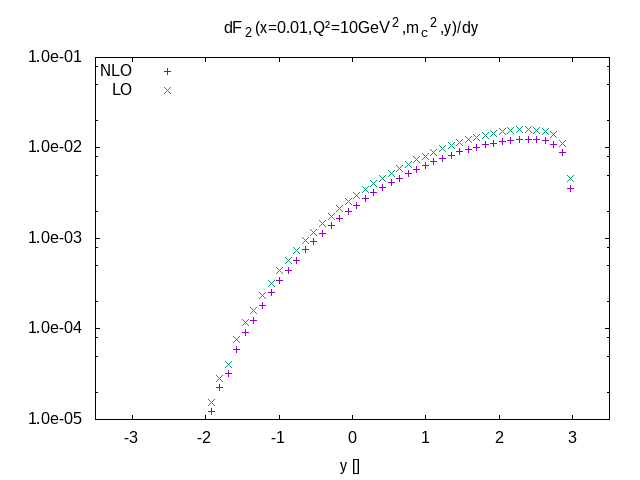 dF2(x=0.01,Q²=10GeV²,mc²,y)/dy
1.0e-01
NLO
LO
1.0e-02
1.0e-03
1.0e-04
1.0e-05
-3 -2 -1 0 1 2 3
y []